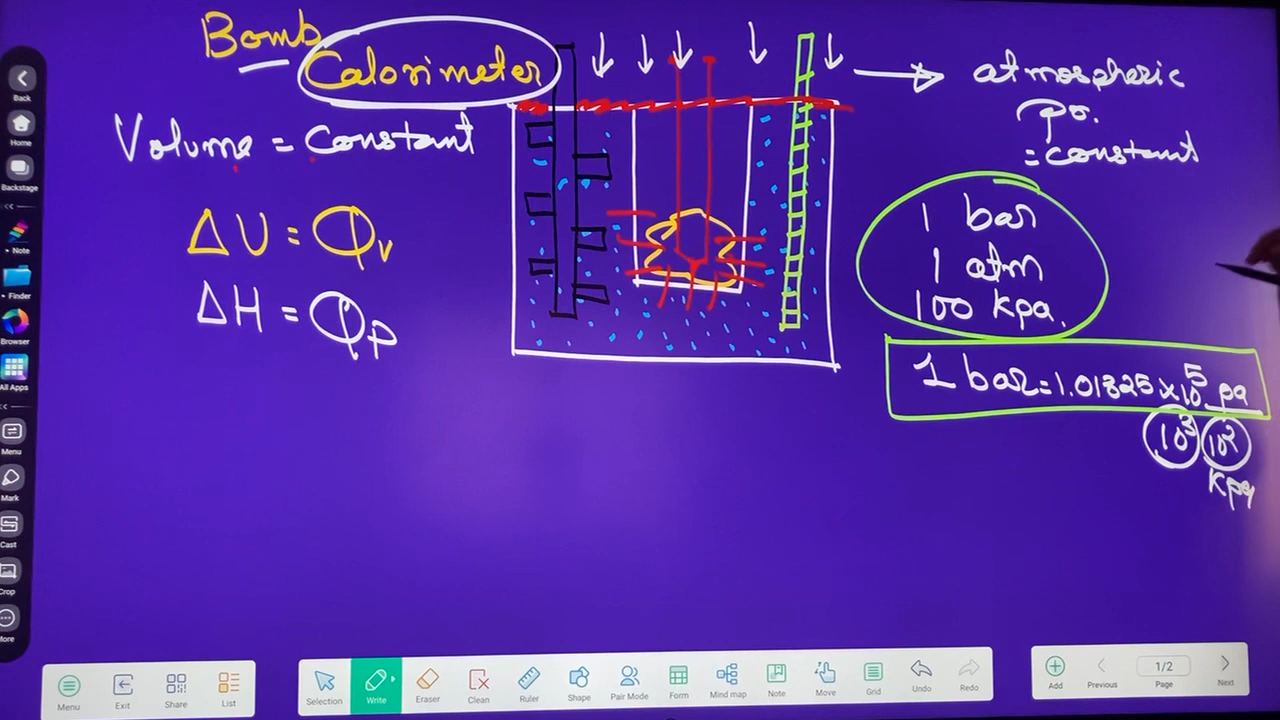 Bomb
Calorimeter
Volume = constant
ΔU = Qv
ΔH = Qp
atmospheric
pr.
= constant
1 bar
1 atm
100 kpa.
1 bar = 1.01325 x 10^5 pa
10^3 10^2
kpa
Back
Home
Backstage
Note
Finder
Browser
All Apps
Menu
Mark
Cast
Crop
More
Menu
Exit
Share
List
Selection
Write
Eraser
Clean
Ruler
Shape
Pair Mode
Form
Mind map
Note
Move
Grid
Undo
Redo
Add
Previous
1/2
Page
Next